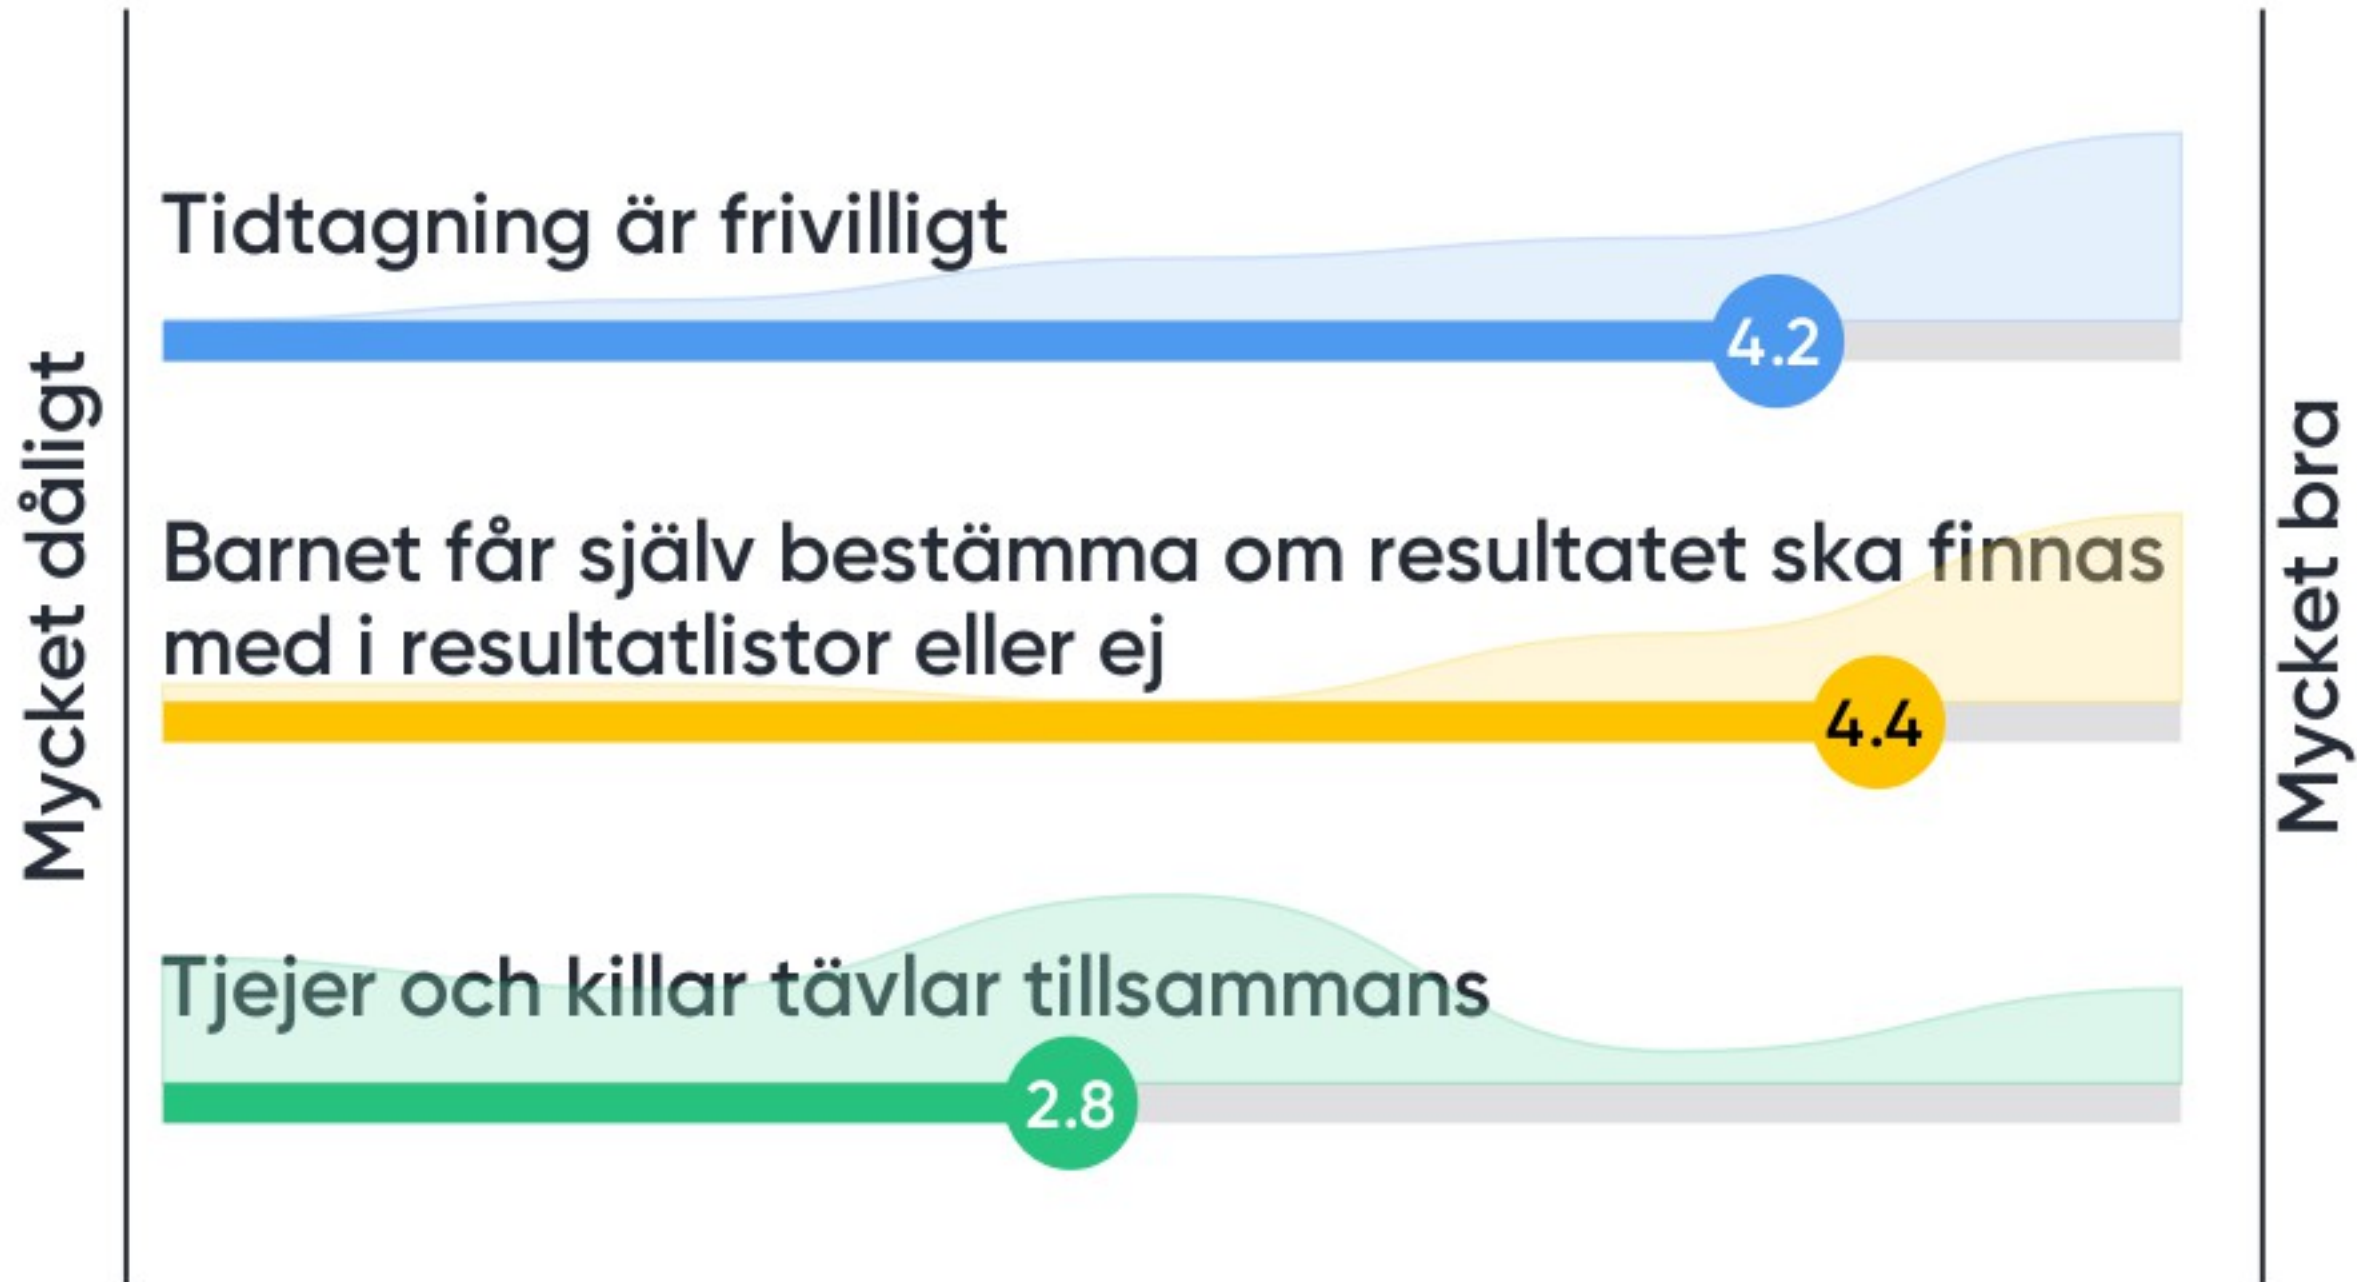 Mycket dåligt
Tidtagning är frivilligt
4.2
Barnet får själv bestämma om resultatet ska finnas
med i resultatlistor eller ej
4.4
Tjejer och killar tävlar tillsammans
2.8
Mycket bra